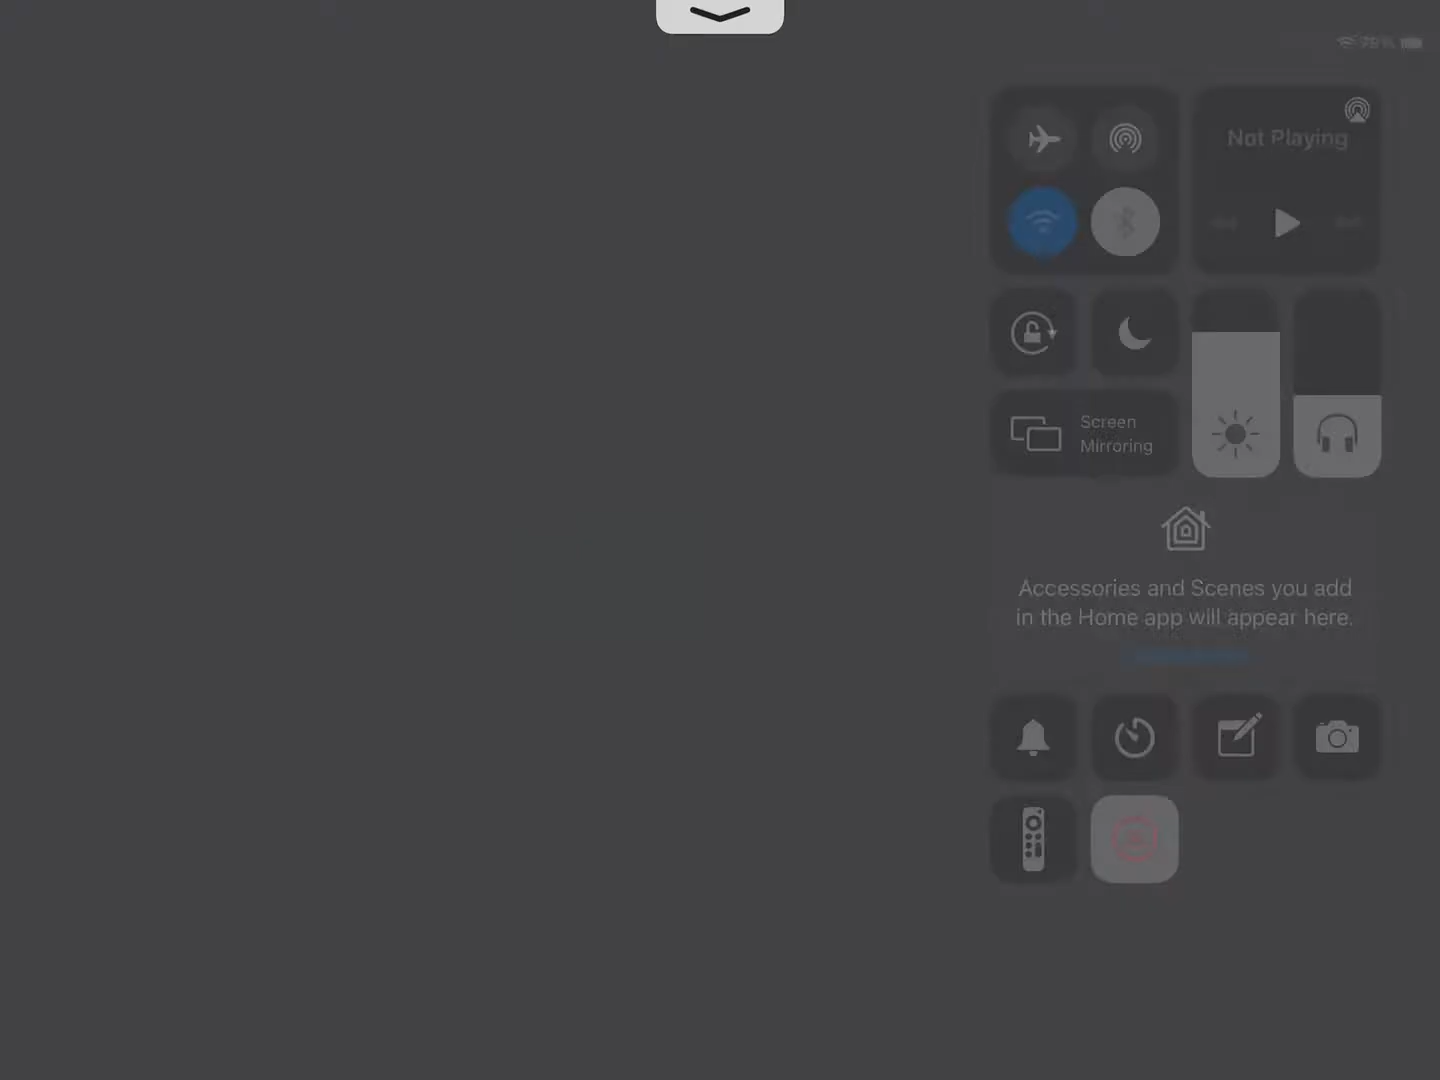 Not Playing
Screen
Mirroring
Accessories and Scenes you add
in the Home app will appear here.